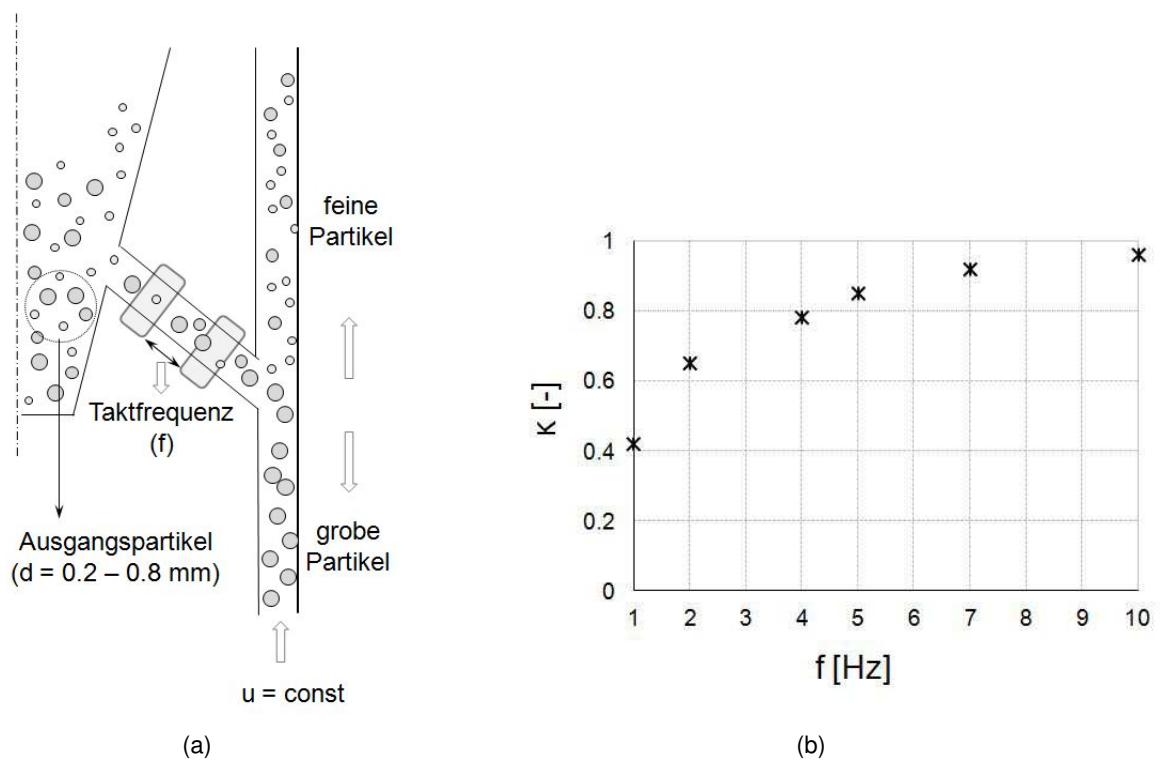 feine
Partikel
Taktfrequenz
(f)
Ausgangspartikel
(d = 0.2 – 0.8 mm)
grobe
Partikel
u = const
(a)
1
0.8
0.6
0.4
0.2
0
κ [-]
1 2 3 4 5 6 7 8 9 10
f [Hz]
(b)